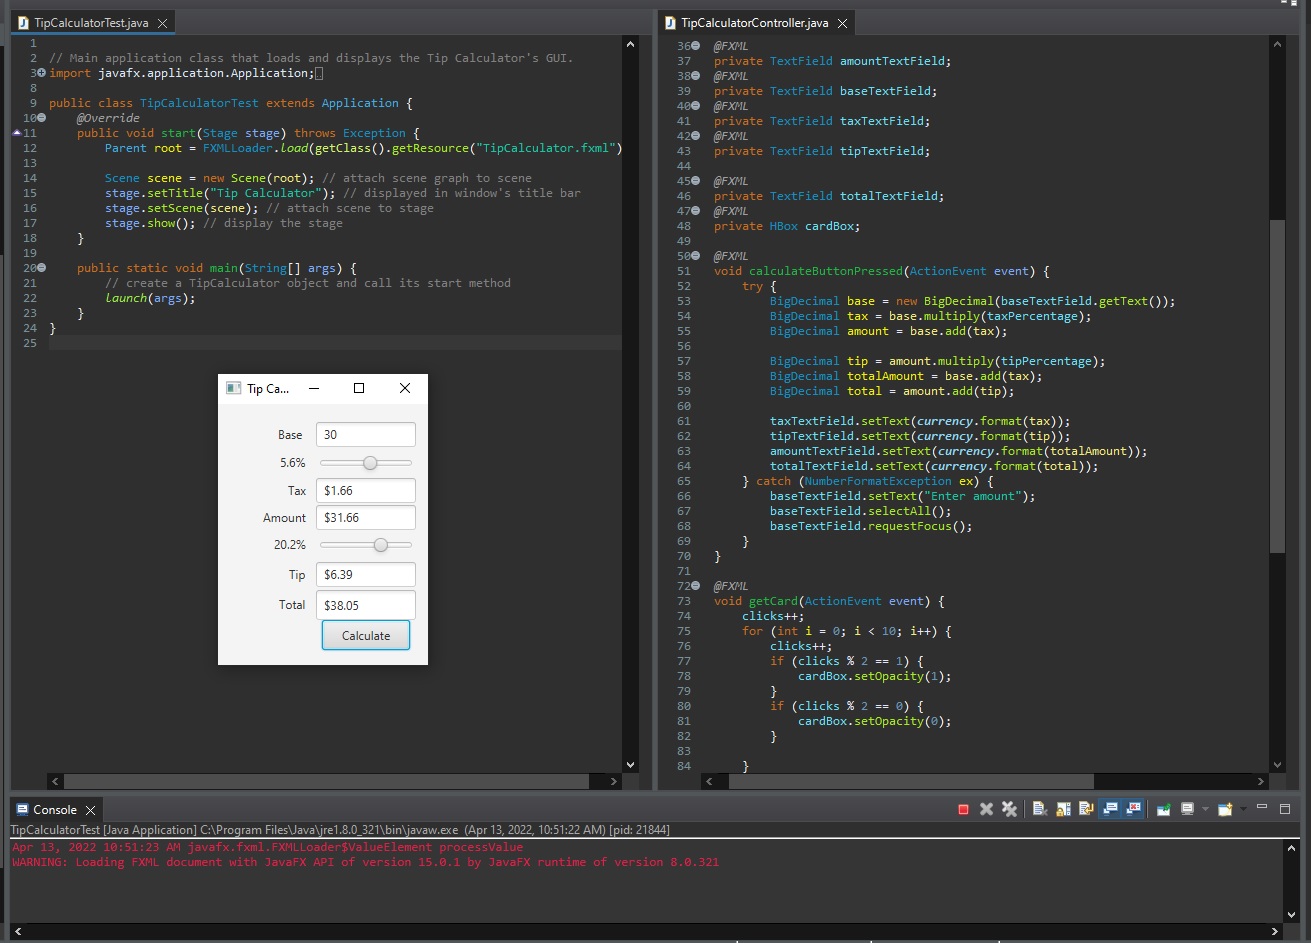 TipCalculatorTest.java
1
2 // Main application class that loads and displays the Tip Calculator's GUI.
3 import javafx.application.Application;
8
9 public class TipCalculatorTest extends Application {
10 @Override
11 public void start(Stage stage) throws Exception {
12 Parent root = FXMLLoader.load(getClass().getResource("TipCalculator.fxml")
13
14 Scene scene = new Scene(root); // attach scene graph to scene
15 stage.setTitle("Tip Calculator"); // displayed in window's title bar
16 stage.setScene(scene); // attach scene to stage
17 stage.show(); // display the stage
18 }
19
20 public static void main(String[] args) {
21 // create a TipCalculator object and call its start method
22 launch(args);
23 }
24 }
25
Tip Ca...
Base 30
5.6%
Tax $1.66
Amount $31.66
20.2%
Tip $6.39
Total $38.05
Calculate
TipCalculatorController.java
36 @FXML
37 private TextField amountTextField;
38 @FXML
39 private TextField baseTextField;
40 @FXML
41 private TextField taxTextField;
42 @FXML
43 private TextField tipTextField;
44
45 @FXML
46 private TextField totalTextField;
47 @FXML
48 private HBox cardBox;
49
50 @FXML
51 void calculateButtonPressed(ActionEvent event) {
52 try {
53 BigDecimal base = new BigDecimal(baseTextField.getText());
54 BigDecimal tax = base.multiply(taxPercentage);
55 BigDecimal amount = base.add(tax);
56
57 BigDecimal tip = amount.multiply(tipPercentage);
58 BigDecimal totalAmount = base.add(tax);
59 BigDecimal total = amount.add(tip);
60
61 taxTextField.setText(currency.format(tax));
62 tipTextField.setText(currency.format(tip));
63 amountTextField.setText(currency.format(totalAmount));
64 totalTextField.setText(currency.format(total));
65 } catch (NumberFormatException ex) {
66 baseTextField.setText("Enter amount");
67 baseTextField.selectAll();
68 baseTextField.requestFocus();
69 }
70 }
71
72 @FXML
73 void getCard(ActionEvent event) {
74 clicks++;
75 for (int i = 0; i < 10; i++) {
76 clicks++;
77 if (clicks % 2 == 1) {
78 cardBox.setOpacity(1);
79 }
80 if (clicks % 2 == 0) {
81 cardBox.setOpacity(0);
82 }
83
84 }
Console
TipCalculatorTest [Java Application] C:\Program Files\Java\jre1.8.0_321\bin\javaw.exe (Apr 13, 2022, 10:51:22 AM) [pid: 21844]
Apr 13, 2022 10:51:23 AM javafx.fxml.FXMLLoader$ValueElement processValue
WARNING: Loading FXML document with JavaFX API of version 15.0.1 by JavaFX runtime of version 8.0.321